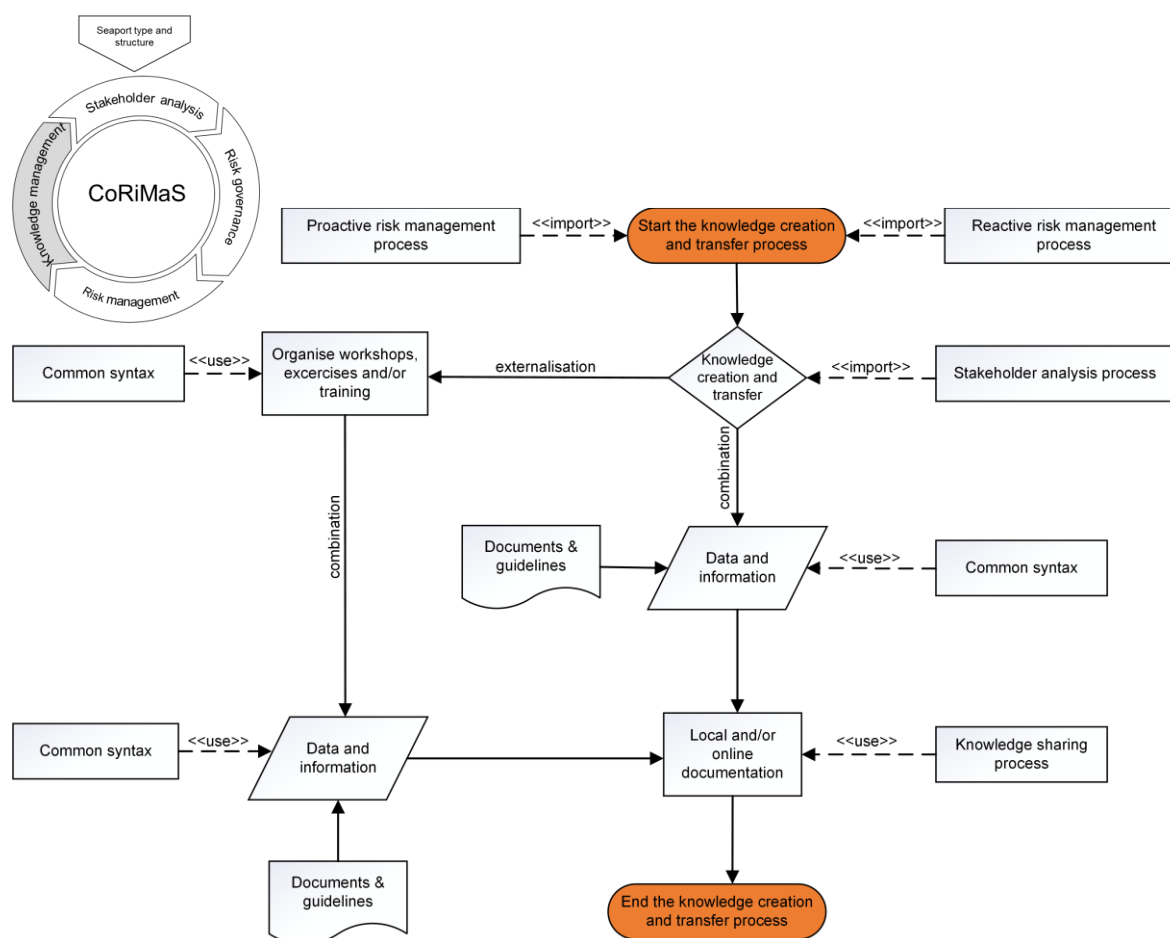 Seaport type and
structure
Stakeholder analysis
Risk governance
Risk management
Knowledge management
CoRiMaS
Proactive risk management
process
<<import>>
Start the knowledge creation
and transfer process
<<import>>
Reactive risk management
process
Common syntax
<<use>>
Organise workshops,
excercises and/or
training
externalisation
Knowledge
creation and
transfer
<<import>>
Stakeholder analysis process
combination
combination
Documents &
guidelines
Data and
information
<<use>>
Common syntax
Common syntax
<<use>>
Data and
information
Local and/or
online
documentation
<<use>>
Knowledge sharing
process
Documents &
guidelines
End the knowledge creation
and transfer process